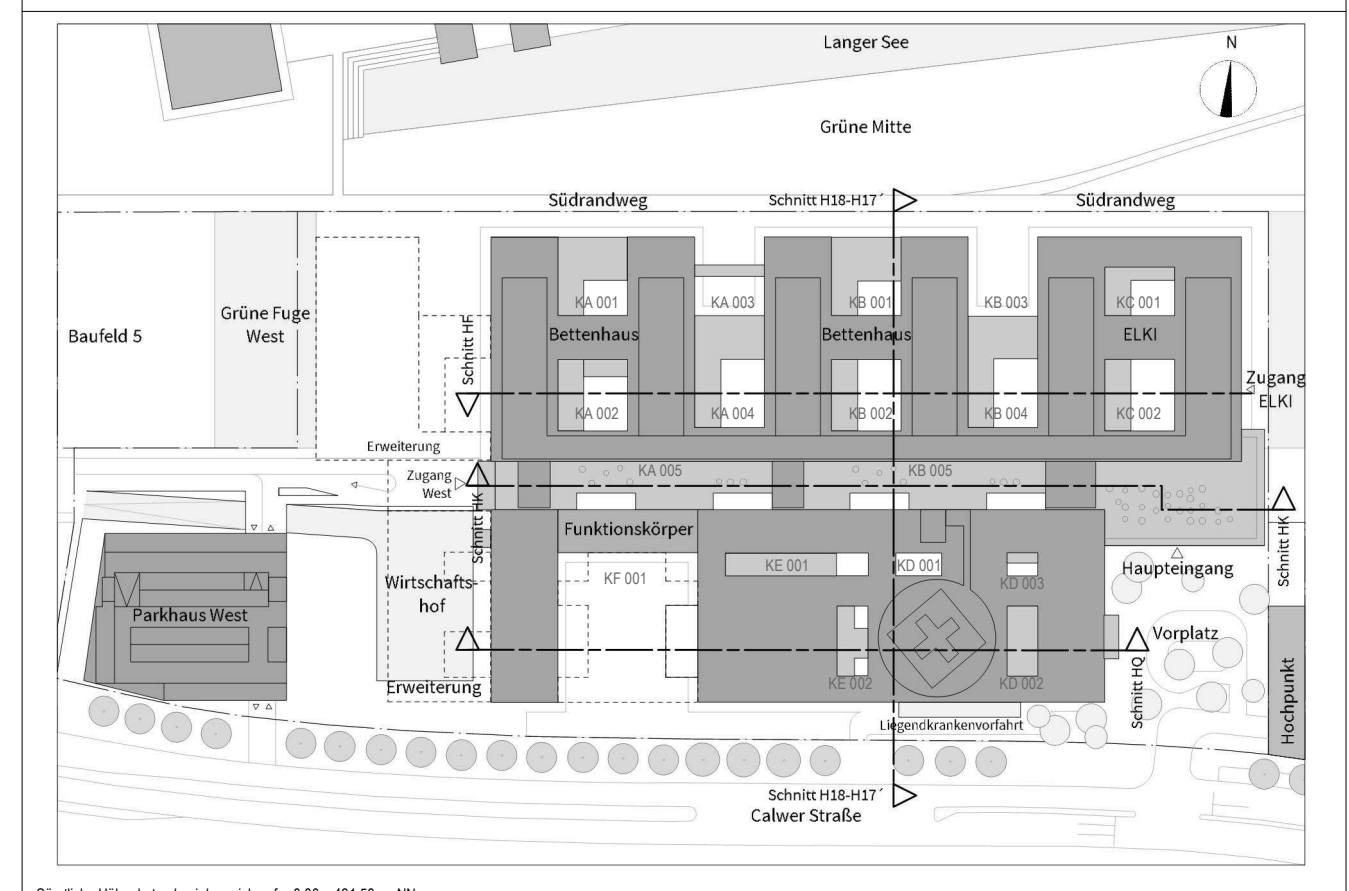 Langer See
N
Grüne Mitte
Südrandweg
Schnitt H18-H17´
Südrandweg
KA 001
KA 003
KB 001
KB 003
KC 001
Grüne Fuge
West
Baufeld 5
Bettenhaus
Bettenhaus
ELKI
Schnitt HF
Zugang
ELKI
KA 002
KA 004
KB 002
KB 004
KC 002
Erweiterung
Zugang
West
KA 005
KB 005
Schnitt HK
Schnitt HK
Funktionskörper
KE 001
KD 001
KD 003
KF 001
Haupteingang
Wirtschafts-
hof
Parkhaus West
Vorplatz
Erweiterung
KE 002
KD 002
Schnitt HQ
Hochpunkt
Liegendkrankenvorfahrt
Schnitt H18-H17´
Calwer Straße